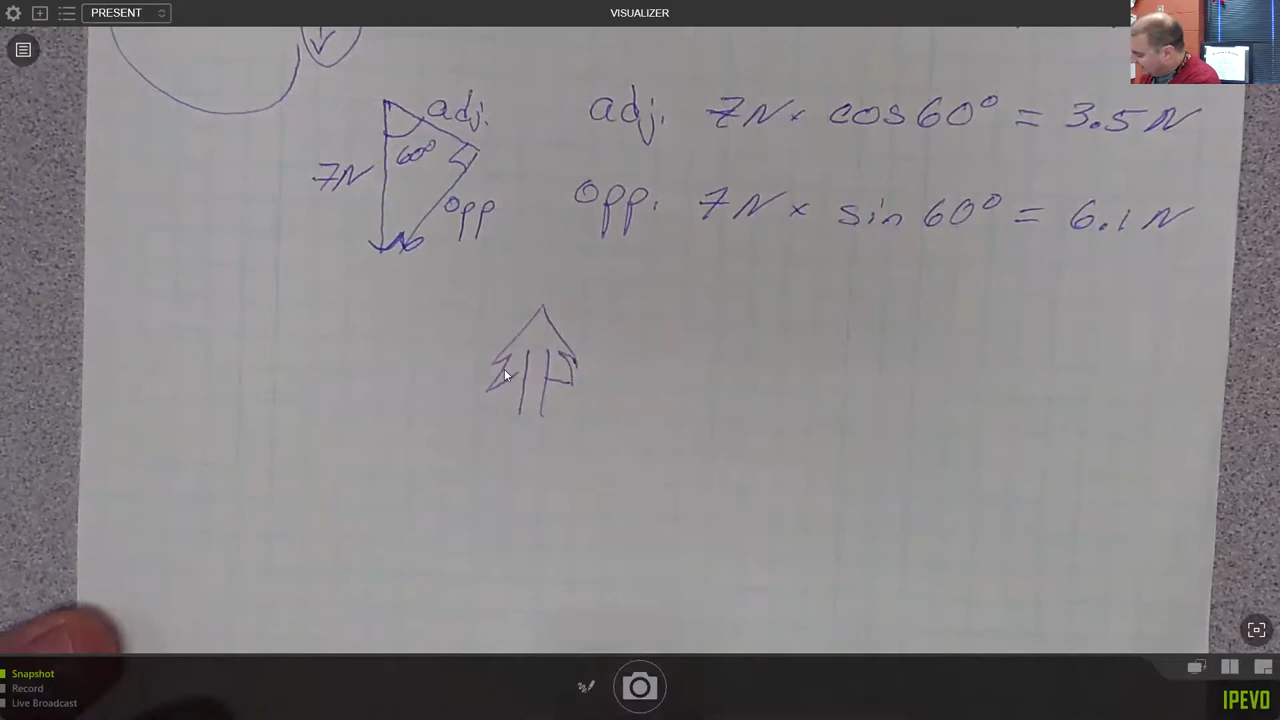 PRESENT
VISUALIZER
adj.
60°
7N
opp
adj. 7N × cos 60° = 3.5 N
opp. 7N × sin 60° = 6.1 N
Snapshot
Record
Live Broadcast
IPEVO